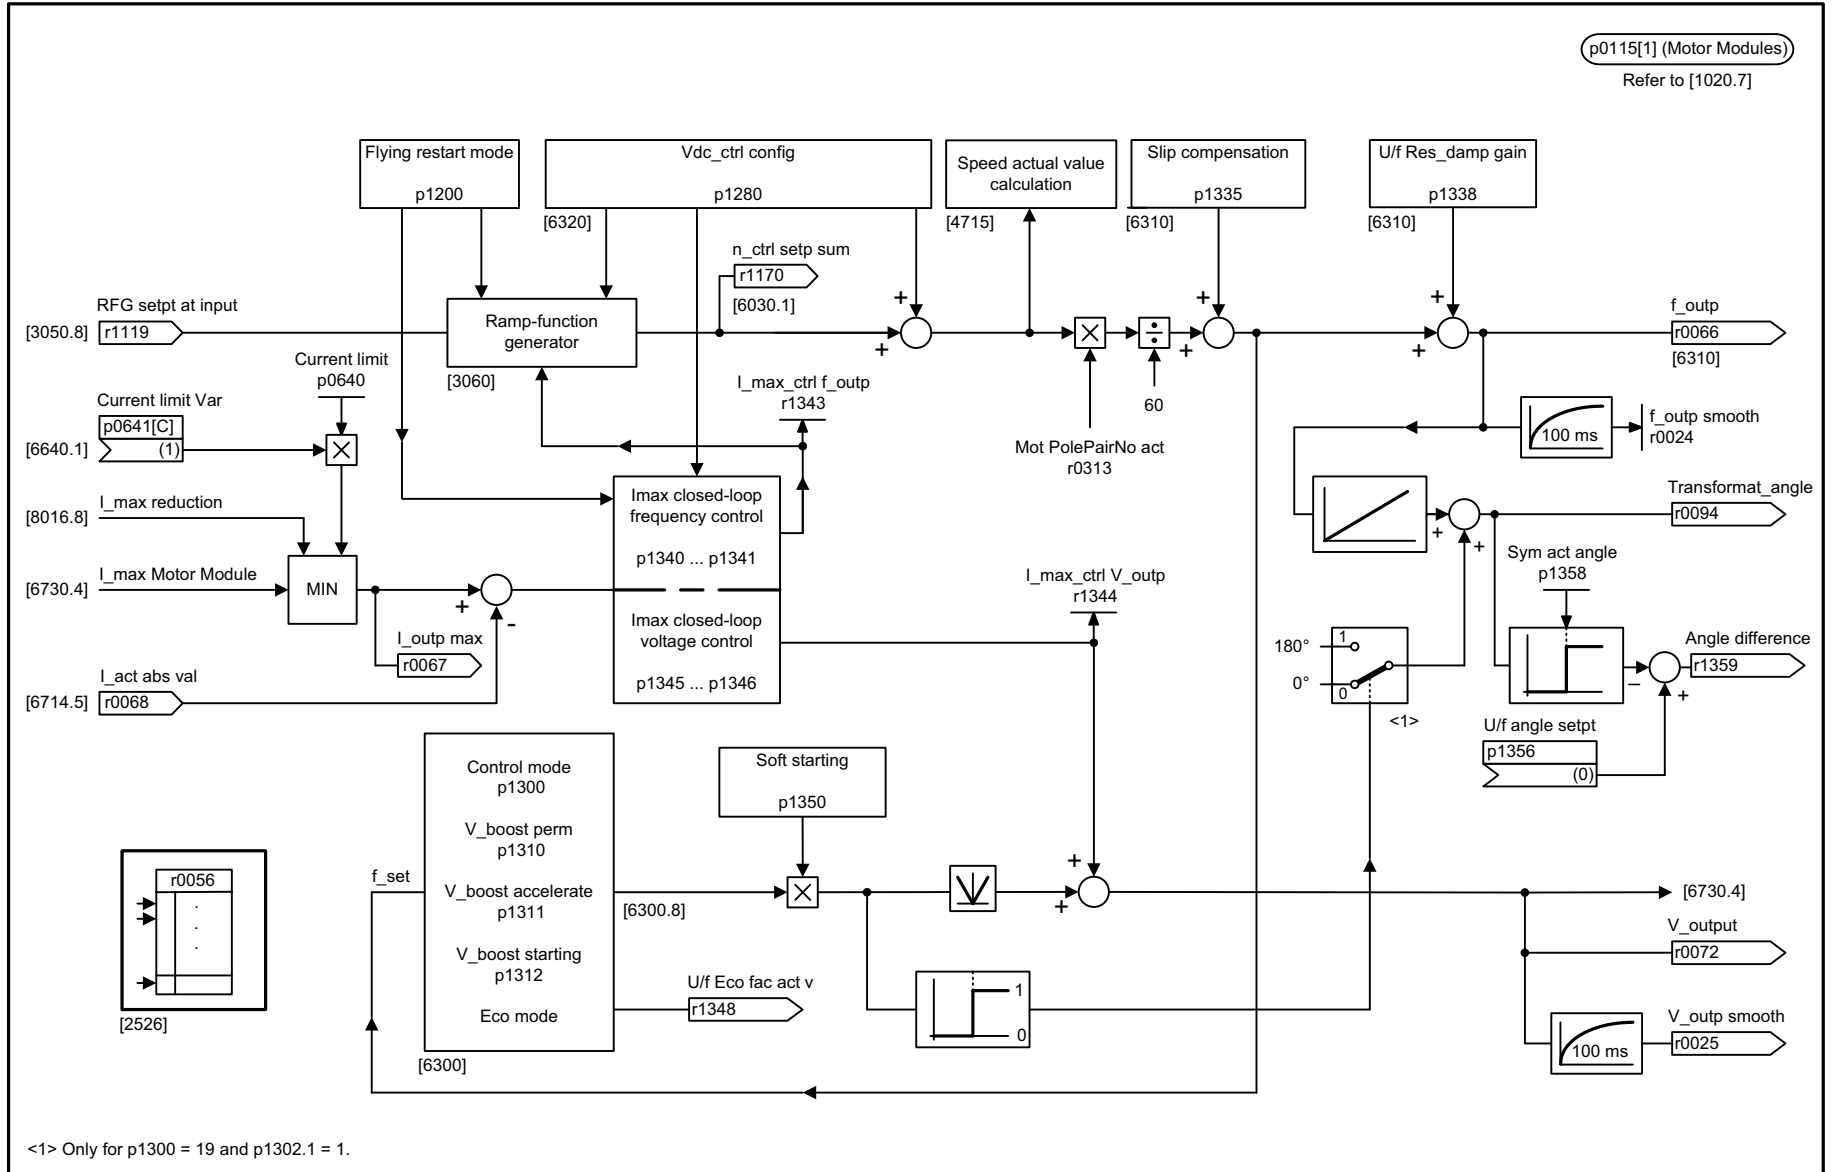 p0115[1] (Motor Modules)
Refer to [1020.7]
Flying restart mode
p1200
Vdc_ctrl config
p1280
Speed actual value
calculation
Slip compensation
p1335
U/f Res_damp gain
p1338
[6320]
[4715]
[6310]
[6310]
n_ctrl setp sum
r1170
[6030.1]
RFG setpt at input
[3050.8]
r1119
Ramp-function
generator
[3060]
+
+
+
+
+
+
60
Mot PolePairNo act
r0313
f_outp
r0066
[6310]
Current limit
p0640
Current limit Var
p0641[C]
(1)
[6640.1]
I_max_ctrl f_outp
r1343
100 ms
f_outp smooth
r0024
I_max reduction
[8016.8]
Imax closed-loop
frequency control
p1340 ... p1341
Transformat_angle
r0094
+
+
I_max Motor Module
[6730.4]
MIN
+
-
I_outp max
r0067
Imax closed-loop
voltage control
p1345 ... p1346
I_max_ctrl V_outp
r1344
Sym act angle
p1358
180°
1
0°
0
<1>
Angle difference
r1359
–
+
I_act abs val
[6714.5]
r0068
U/f angle setpt
p1356
(0)
Control mode
p1300
V_boost perm
p1310
V_boost accelerate
p1311
V_boost starting
p1312
Eco mode
[6300]
Soft starting
p1350
f_set
[6300.8]
+
+
[6730.4]
V_output
r0072
r0056
.
.
.
[2526]
U/f Eco fac act v
r1348
1
0
100 ms
V_outp smooth
r0025
<1> Only for p1300 = 19 and p1302.1 = 1.